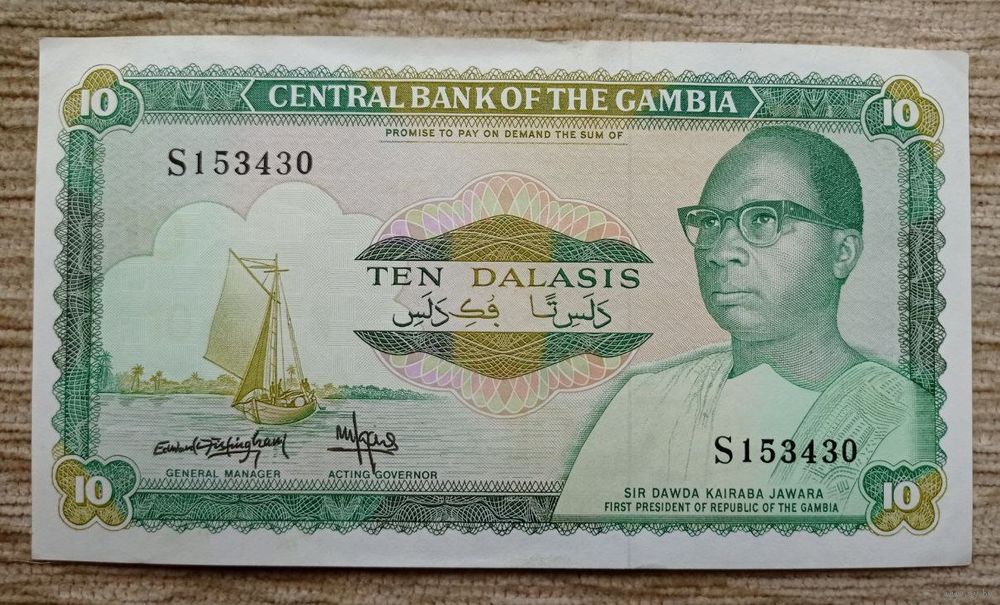 10 CENTRAL BANK OF THE GAMBIA 10
PROMISE TO PAY ON DEMAND THE SUM OF
S153430
TEN DALASIS
S153430
GENERAL MANAGER
ACTING GOVERNOR
SIR DAWDA KAIRABA JAWARA
FIRST PRESIDENT OF REPUBLIC OF THE GAMBIA
10 10